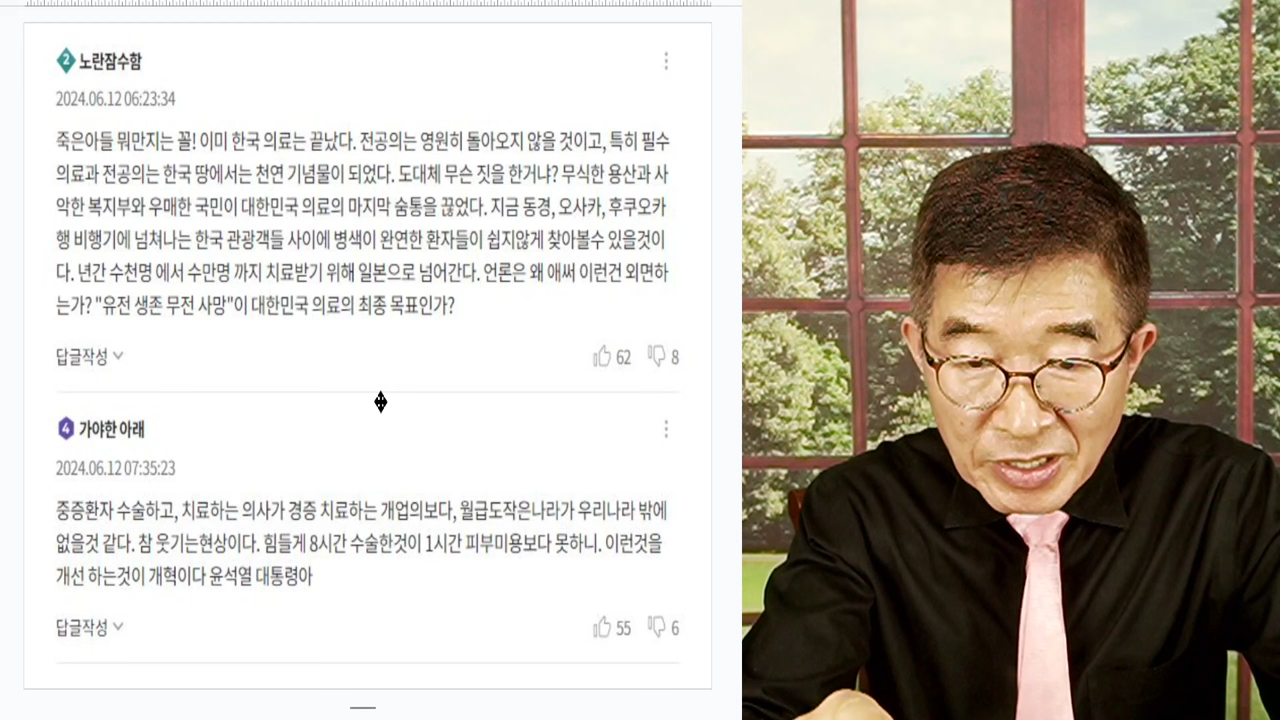 2 노란잠수함
2024.06.12 06:23:34
죽은아들 뭐만지는 꼴! 이미 한국 의료는 끝났다. 전공의는 영원히 돌아오지 않을 것이고, 특히 필수
의료과 전공의는 한국 땅에서는 천연 기념물이 되었다. 도대체 무슨 짓을 한거냐? 무식한 용산과 사
악한 복지부와 우매한 국민이 대한민국 의료의 마지막 숨통을 끊었다. 지금 동경, 오사카, 후쿠오카
행 비행기에 넘쳐나는 한국 관광객들 사이에 병색이 완연한 환자들이 쉽지않게 찾아볼수 있을것이
다. 년간 수천명 에서 수만명 까지 치료받기 위해 일본으로 넘어간다. 언론은 왜 애써 이런건 외면하
는가? "유전 생존 무전 사망"이 대한민국 의료의 최종 목표인가?
답글작성 62 8
4 가야한 아래
2024.06.12 07:35:23
중증환자 수술하고, 치료하는 의사가 경증 치료하는 개업의보다, 월급도작은나라가 우리나라 밖에
없을것 같다. 참 웃기는현상이다. 힘들게 8시간 수술한것이 1시간 피부미용보다 못하니. 이런것을
개선 하는것이 개혁이다 윤석열 대통령아
답글작성 55 6